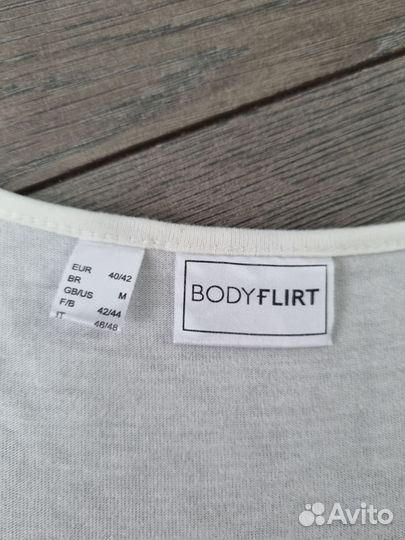 EUR 40/42
BR
GB/US M
F/B 42/44
IT 46/48
BODYFLIRT
Avito